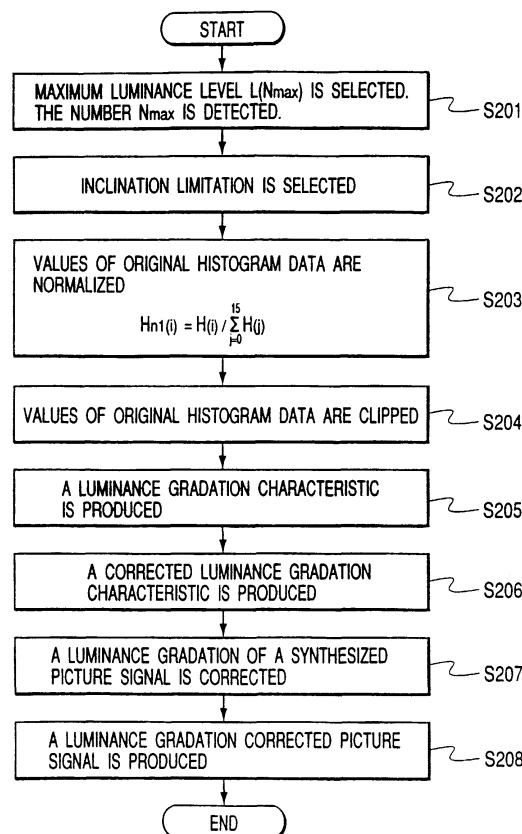 START
MAXIMUM LUMINANCE LEVEL L(Nmax) IS SELECTED.
THE NUMBER Nmax IS DETECTED.
S201
INCLINATION LIMITATION IS SELECTED
S202
VALUES OF ORIGINAL HISTOGRAM DATA ARE
NORMALIZED
Hn1(i) = H(i) / 15∑j=0 H(j)
S203
VALUES OF ORIGINAL HISTOGRAM DATA ARE CLIPPED
S204
A LUMINANCE GRADATION CHARACTERISTIC
IS PRODUCED
S205
A CORRECTED LUMINANCE GRADATION
CHARACTERISTIC IS PRODUCED
S206
A LUMINANCE GRADATION OF A SYNTHESIZED
PICTURE SIGNAL IS CORRECTED
S207
A LUMINANCE GRADATION CORRECTED PICTURE
SIGNAL IS PRODUCED
S208
END